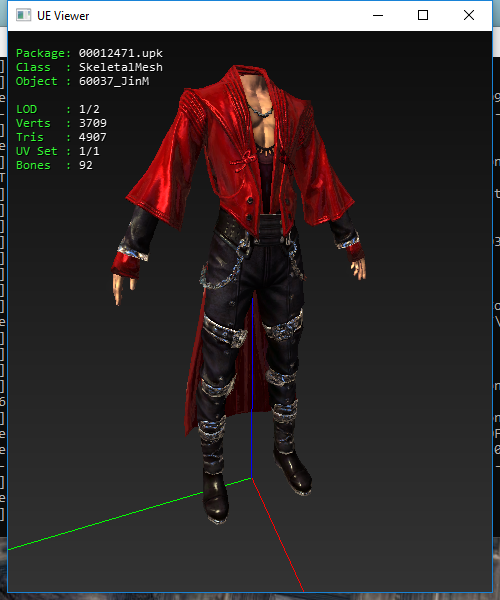 UE Viewer
Package: 00012471.upk
Class : SkeletalMesh
Object : 60037_JinM
LOD : 1/2
Verts : 3709
Tris : 4907
UV Set : 1/1
Bones : 92